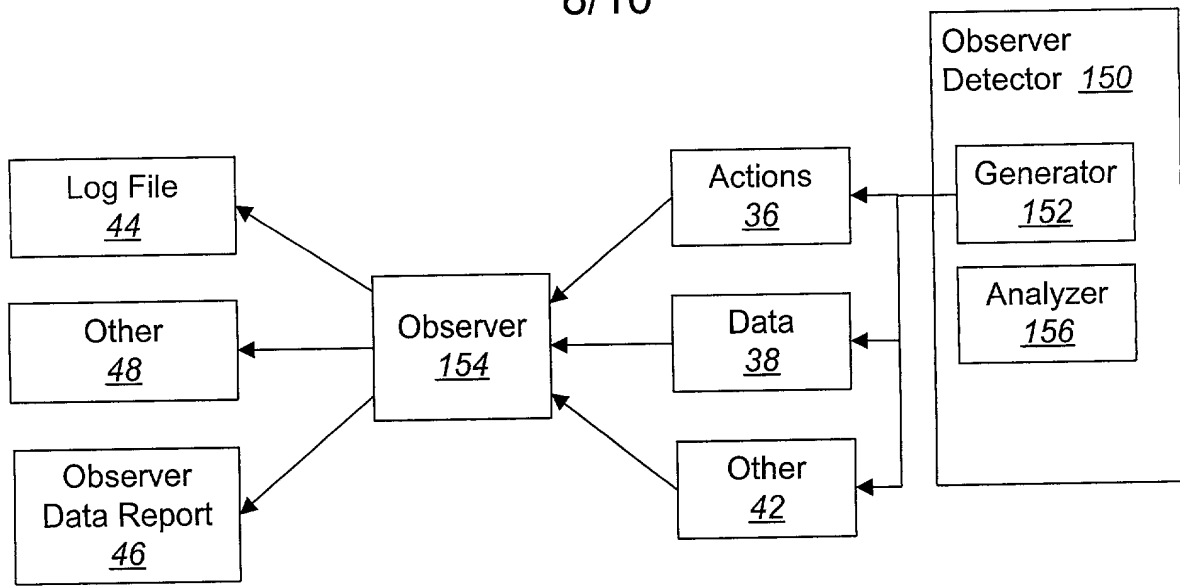 Observer
Detector 150
Log File
44
Actions
36
Generator
152
Other
48
Observer
154
Data
38
Analyzer
156
Observer
Data Report
46
Other
42